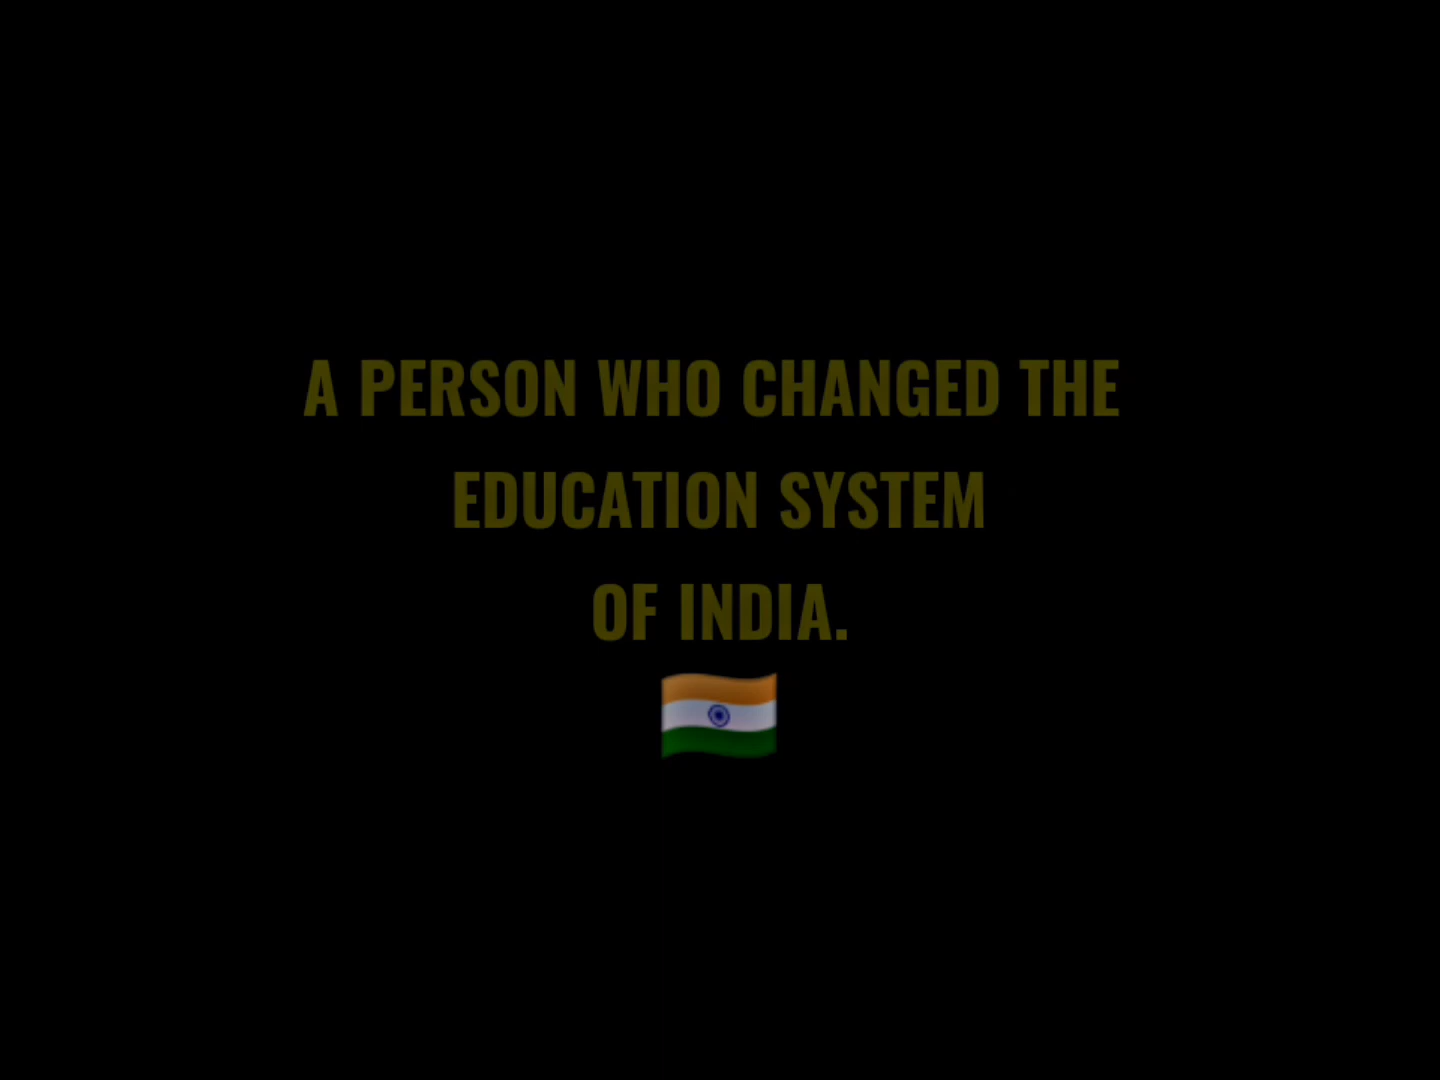 A PERSON WHO CHANGED THE
EDUCATION SYSTEM
OF INDIA.